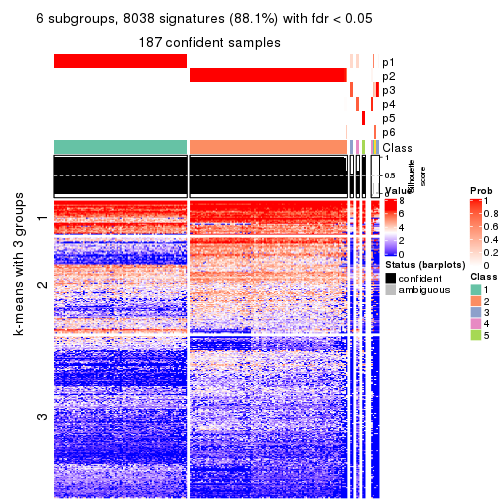 6 subgroups, 8038 signatures (88.1%) with fdr < 0.05
187 confident samples
p1
p2
p3
p4
p5
p6
Class
1
0.5
0
Silhouette
score
k-means with 3 groups
1
2
3
Value
8
6
4
2
0
Status (barplots)
confident
ambiguous
Prob
1
0.8
0.6
0.4
0.2
0
Class
1
2
3
4
5